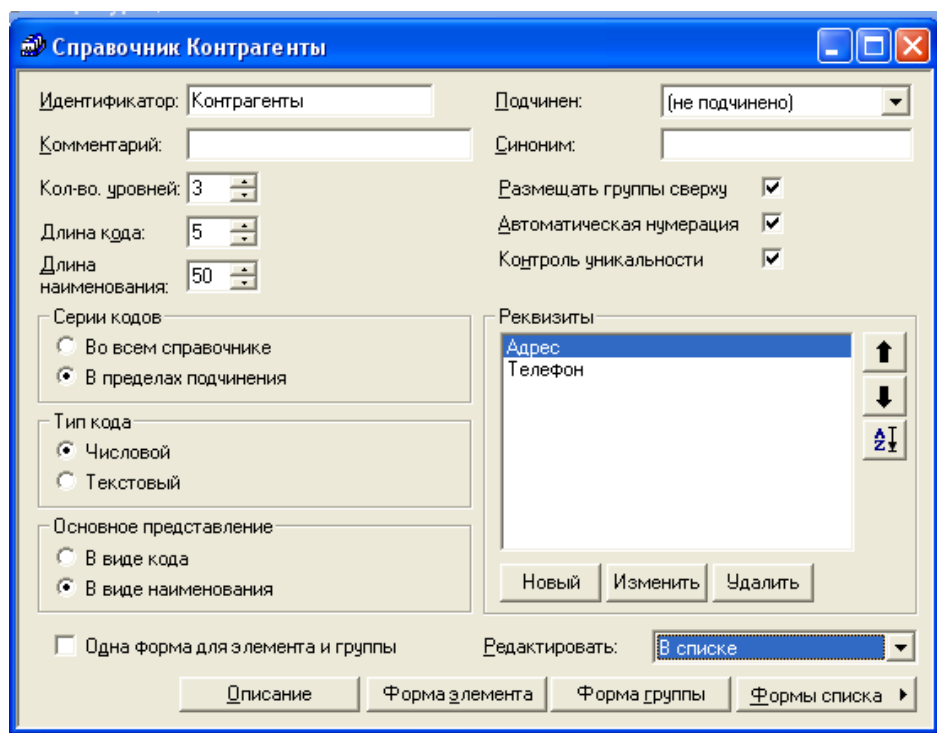 Справочник Контрагенты
Идентификатор: Контрагенты Подчинен: (не подчинено)
Комментарий: Синоним:
Кол-во. уровней: 3 Размещать группы сверху
Длина кода: 5 Автоматическая нумерация
Длина наименования: 50 Контроль уникальности
Серии кодов
Во всем справочнике
В пределах подчинения
Тип кода
Числовой
Текстовый
Основное представление
В виде кода
В виде наименования
Реквизиты
Адрес
Телефон
Новый Изменить Удалить
Одна форма для элемента и группы Редактировать: В списке
Описание Форма элемента Форма группы Формы списка